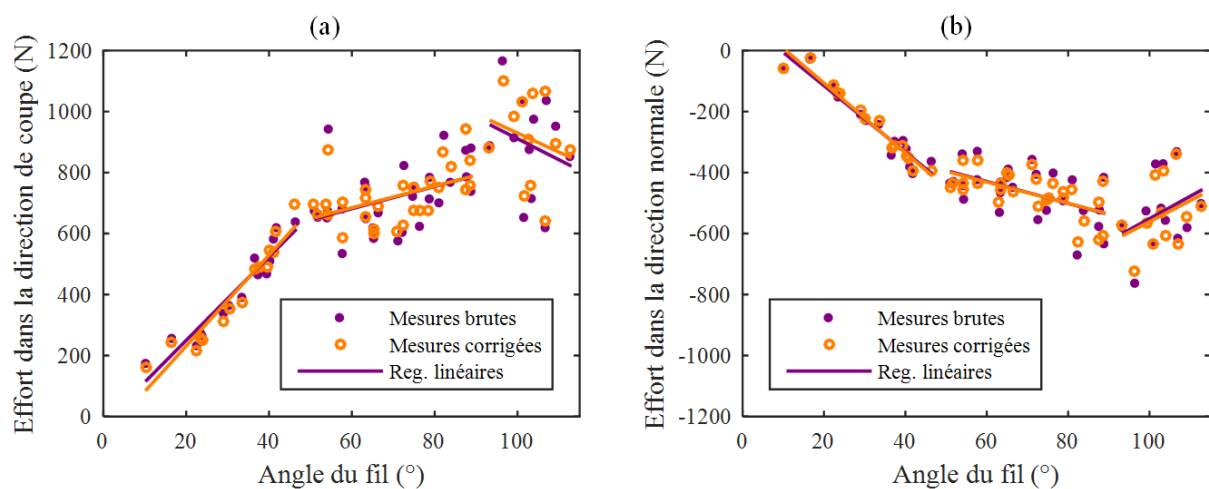 (a)
Effort dans la direction de coupe (N)
1200
1000
800
600
400
200
0
0 20 40 60 80 100
Angle du fil (°)
Mesures brutes
Mesures corrigées
Reg. linéaires
(b)
Effort dans la direction normale (N)
0
-200
-400
-600
-800
-1000
-1200
0 20 40 60 80 100
Angle du fil (°)
Mesures brutes
Mesures corrigées
Reg. linéaires